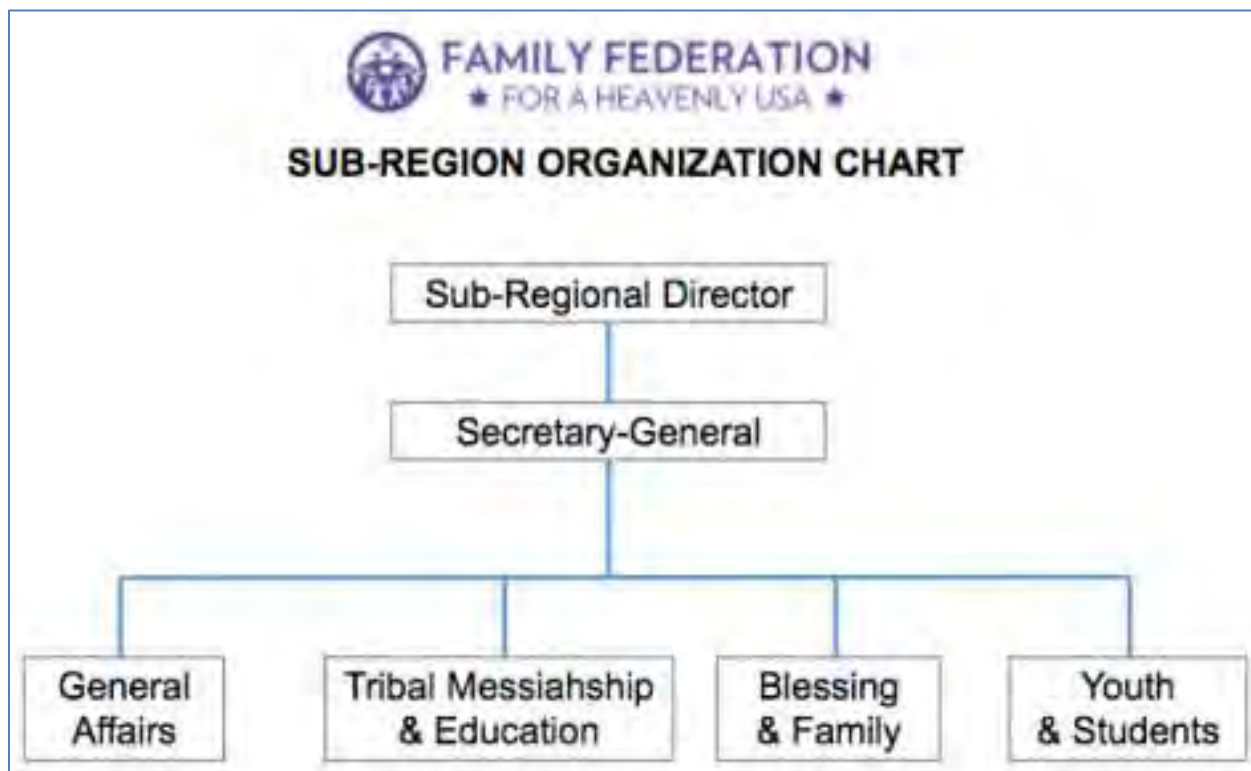 FAMILY FEDERATION
★ FOR A HEAVENLY USA ★
SUB-REGION ORGANIZATION CHART
Sub-Regional Director
Secretary-General
General
Affairs
Tribal Messiahship
& Education
Blessing
& Family
Youth
& Students